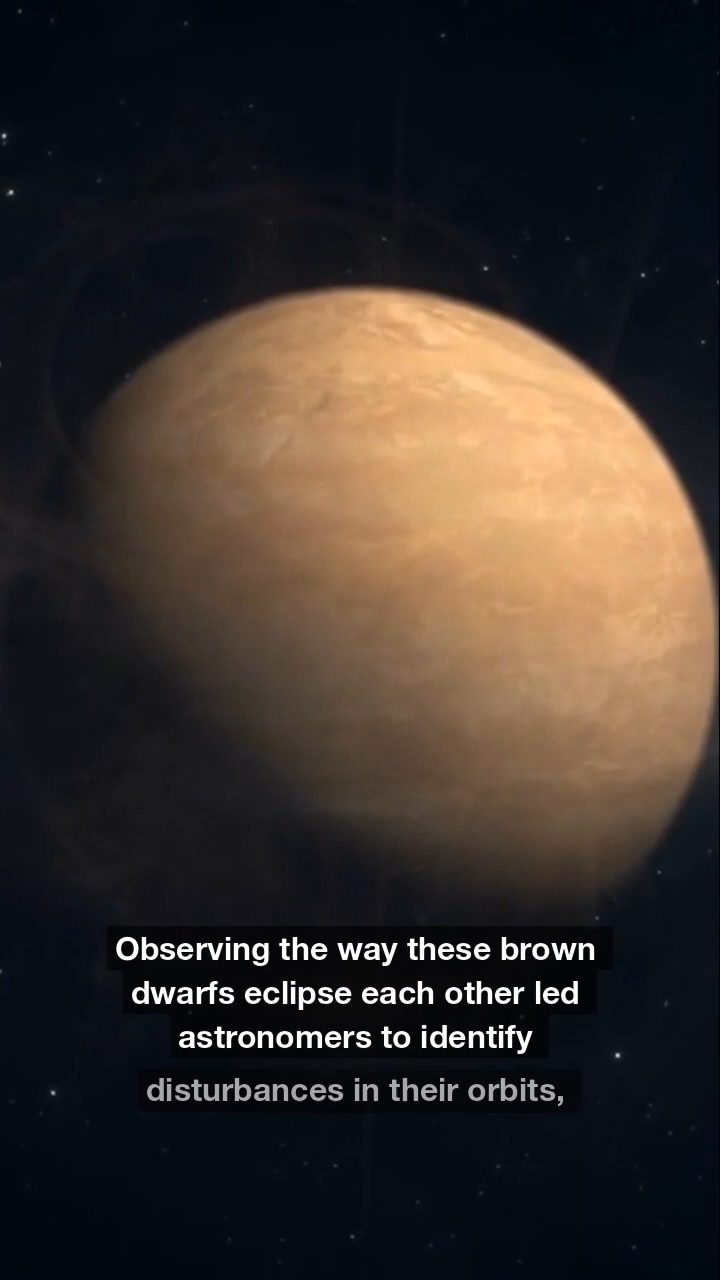 Observing the way these brown
dwarfs eclipse each other led
astronomers to identify
disturbances in their orbits,